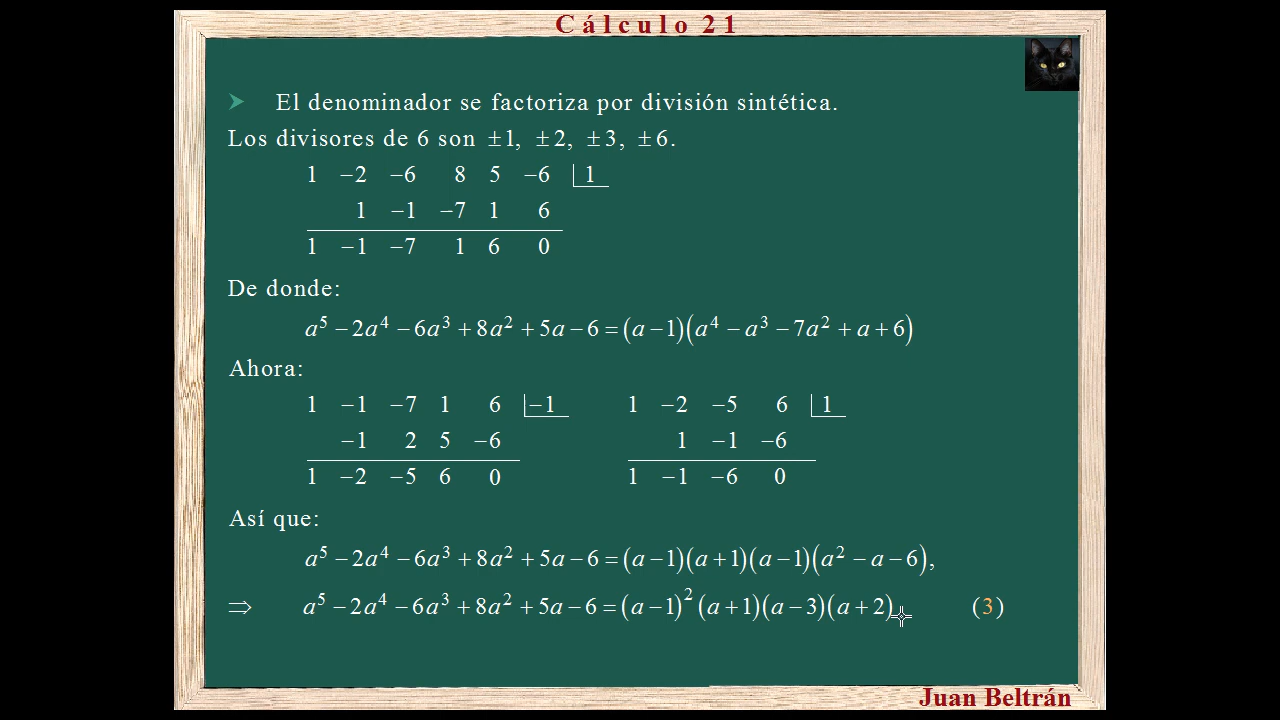 Cálculo 21
➤ El denominador se factoriza por división sintética.
Los divisores de 6 son ±1, ±2, ±3, ±6.
1 −2 −6 8 5 −6 |1
1 −1 −7 1 6
1 −1 −7 1 6 0
De donde:
a⁵ − 2a⁴ − 6a³ + 8a² + 5a − 6 = (a − 1)(a⁴ − a³ − 7a² + a + 6)
Ahora:
1 −1 −7 1 6 |−1 1 −2 −5 6 |1
−1 2 5 −6 1 −1 −6
1 −2 −5 6 0 1 −1 −6 0
Así que:
a⁵ − 2a⁴ − 6a³ + 8a² + 5a − 6 = (a − 1)(a + 1)(a − 1)(a² − a − 6),
⇒ a⁵ − 2a⁴ − 6a³ + 8a² + 5a − 6 = (a − 1)² (a + 1)(a − 3)(a + 2) (3)
Juan Beltrán